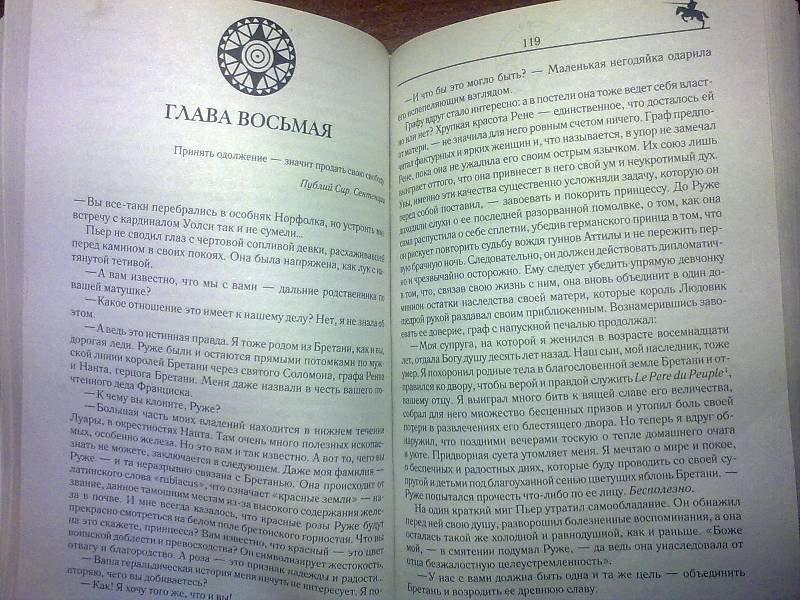 ГЛАВА ВОСЬМАЯ
Принять одолжение — значит продать свою свободу.
Публий Сир. Сентенции
—Вы все-таки перебрались в особняк Норфолка, но устроить мне
встречу с кардиналом Уолси так и не сумели...
Пьер не сводил глаз с чертовой сопливой девки, расхаживавшей
перед камином в своих покоях. Она была напряжена, как лук с на-
тянутой тетивой.
—А вам известно, что мы с вами — дальние родственники по
вашей матушке?
—Какое отношение это имеет к нашему делу? Нет, я не знала об
этом.
—А ведь это истинная правда. Я тоже родом из Бретани, как и вы,
дорогая леди. Руже были и остаются прямыми потомками по муж-
ской линии королей Бретани через святого Соломона, графа Ренна
и Нанта, герцога Бретани. Меня даже назвали в честь вашего по-
чтенного деда Франциска.
—К чему вы клоните, Руже?
—Большая часть моих владений находится в нижнем течении
Луары, в окрестностях Нанта. Там очень много полезных ископае-
мых, особенно железа. Но это вам и так известно. А вот то, чего вы
знать не можете, заключается в следующем. Даже моя фамилия —
Руже — и та неразрывно связана с Бретанью. Она происходит от
латинского слова «rubiacus», что означает «красные земли» — на-
звание, данное тамошним местам из-за высокого содержания желе-
за в почве. И мне всегда казалось, что красные розы Руже будут
прекрасно смотреться на белом поле бретонского горностая. Что вы
на это скажете, принцесса? Вам известно, что красный — это цвет
воинской доблести и превосходства? Он символизирует жестокость,
отвагу и благородство. А роза — это признак надежды и радости...
—Ваша геральдическая история меня ничуть не интересует. Я по-
вторяю, чего вы добиваетесь?
—Как! Я хочу того же, что и вы!
119
—И что бы это могло быть? — Маленькая негодяйка одарила
его испепеляющим взглядом.
Графу вдруг стало интересно: а в постели она тоже ведет себя власт-
но или нет? Хрупкая красота Рене — единственное, что досталось ей
от матери, — не значила для него ровным счетом ничего. Граф предпо-
читал фактурных и ярких женщин и, что называется, в упор не замечал
Рене, пока она не ужалила его своим острым язычком. Их союз лишь
выиграет оттого, что она привнесет в него свой ум и неукротимый дух.
Увы, именно эти качества существенно усложняли задачу, которую он
перед собой поставил, — завоевать и покорить принцессу. До Руже
доходили слухи о ее последней разорванной помолвке, о том, как она
сама распустила о себе сплетни, убедив германского принца в том, что
он рискует повторить судьбу вождя гуннов Аттилы и не пережить пер-
вую брачную ночь. Следовательно, он должен действовать дипломатич-
но и чрезвычайно осторожно. Ему следует убедить упрямую девчонку
в том, что, связав свою жизнь с ним, она вновь объединит в один до-
минион остатки наследства своей матери, которые король Людовик
щедрой рукой раздавал своим приближенным. Вознамерившись заво-
евать ее доверие, граф с напускной печалью продолжал:
—Моя супруга, на которой я женился в возрасте восемнадцати
лет, отдала Богу душу десять лет назад. Наш сын, мой наследник, тоже
умер. Я похоронил родные тела в благословенной земле Бретани и от-
правился ко двору, чтобы верой и правдой служить Le Pere du Peuple¹,
вашему отцу. Я выиграл много битв к вящей славе его величества,
собрал для него множество бесценных призов и утопил боль своей
потери в развлечениях его блестящего двора. Но теперь я вдруг об-
наружил, что поздними вечерами тоскую о тепле домашнего очага
и уюте. Придворная суета утомляет меня. Я мечтаю о мире и покое,
о беспечных и радостных днях, которые буду проводить со своей су-
пругой и детьми под благоуханной сенью цветущих яблонь Бретани. —
Руже попытался прочесть что-либо по ее лицу. Бесполезно.
На один краткий миг Пьер утратил самообладание. Он обнажил
перед ней свою душу, разворошил болезненные воспоминания, а она
осталась такой же холодной и равнодушной, как и раньше. «Боже
мой, — в смятении подумал Руже, — да ведь она унаследовала от
отца безжалостную целеустремленность».
—У нас с вами должна быть одна и та же цель — объединить
Бретань и возродить ее древнюю славу.